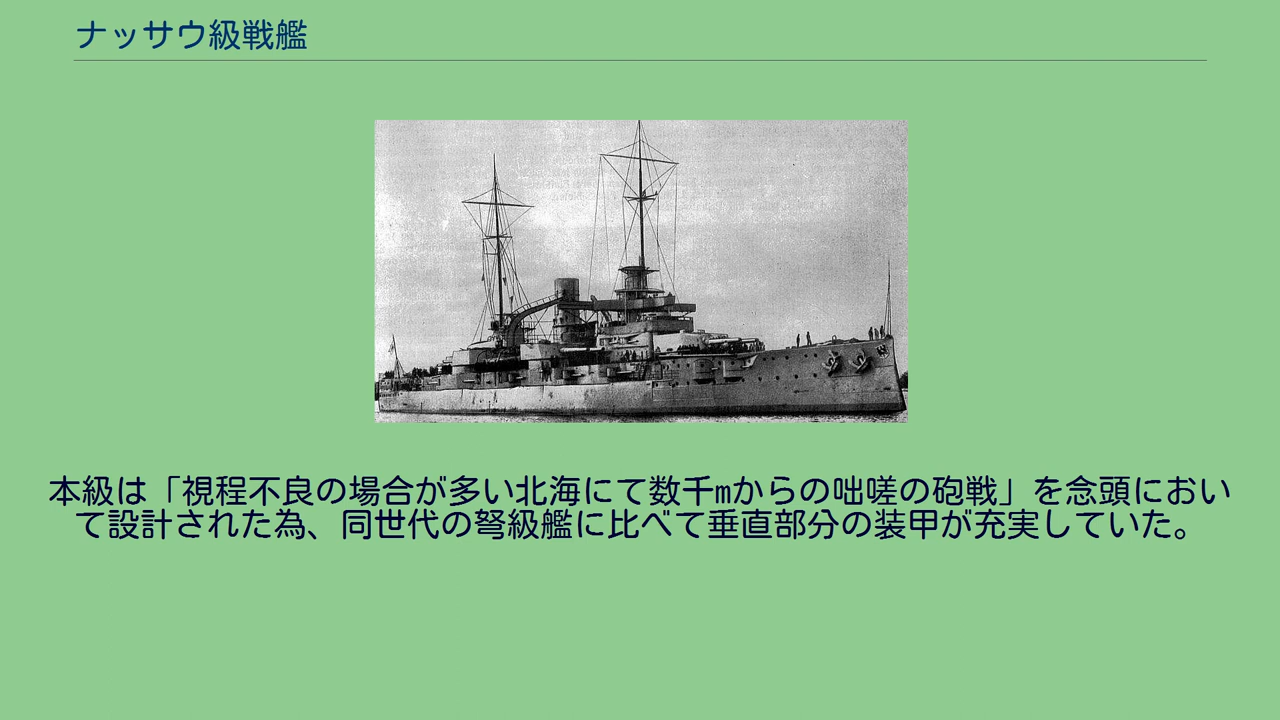 ナッサウ級戦艦
本級は「視程不良の場合が多い北海にて数千mからの咄嗟の砲戦」を念頭におい
て設計された為、同世代の弩級艦に比べて垂直部分の装甲が充実していた。